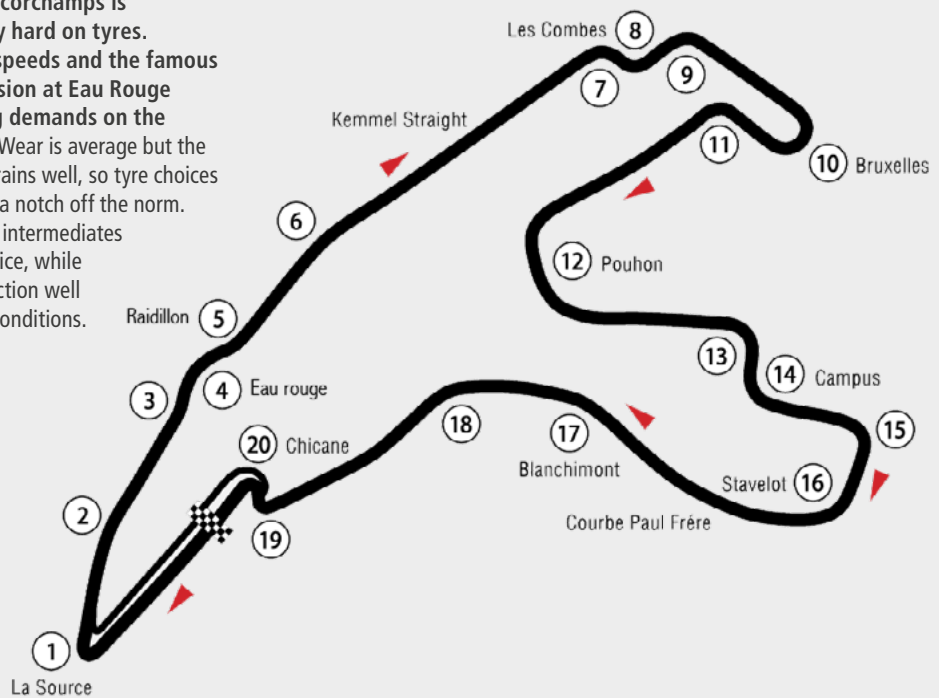 corchamps is
y hard on tyres.
speeds and the famous
sion at Eau Rouge
g demands on the
Wear is average but the
rains well, so tyre choices
a notch off the norm.
intermediates
ice, while
ction well
onditions.
Les Combes 8
7
9
Kemmel Straight
11
10 Bruxelles
6
12 Pouhon
Raidillon 5
13
14 Campus
3
4 Eau rouge
18
17
15
20 Chicane
Blanchimont
Stavelot 16
2
19
Courbe Paul Frére
1
La Source